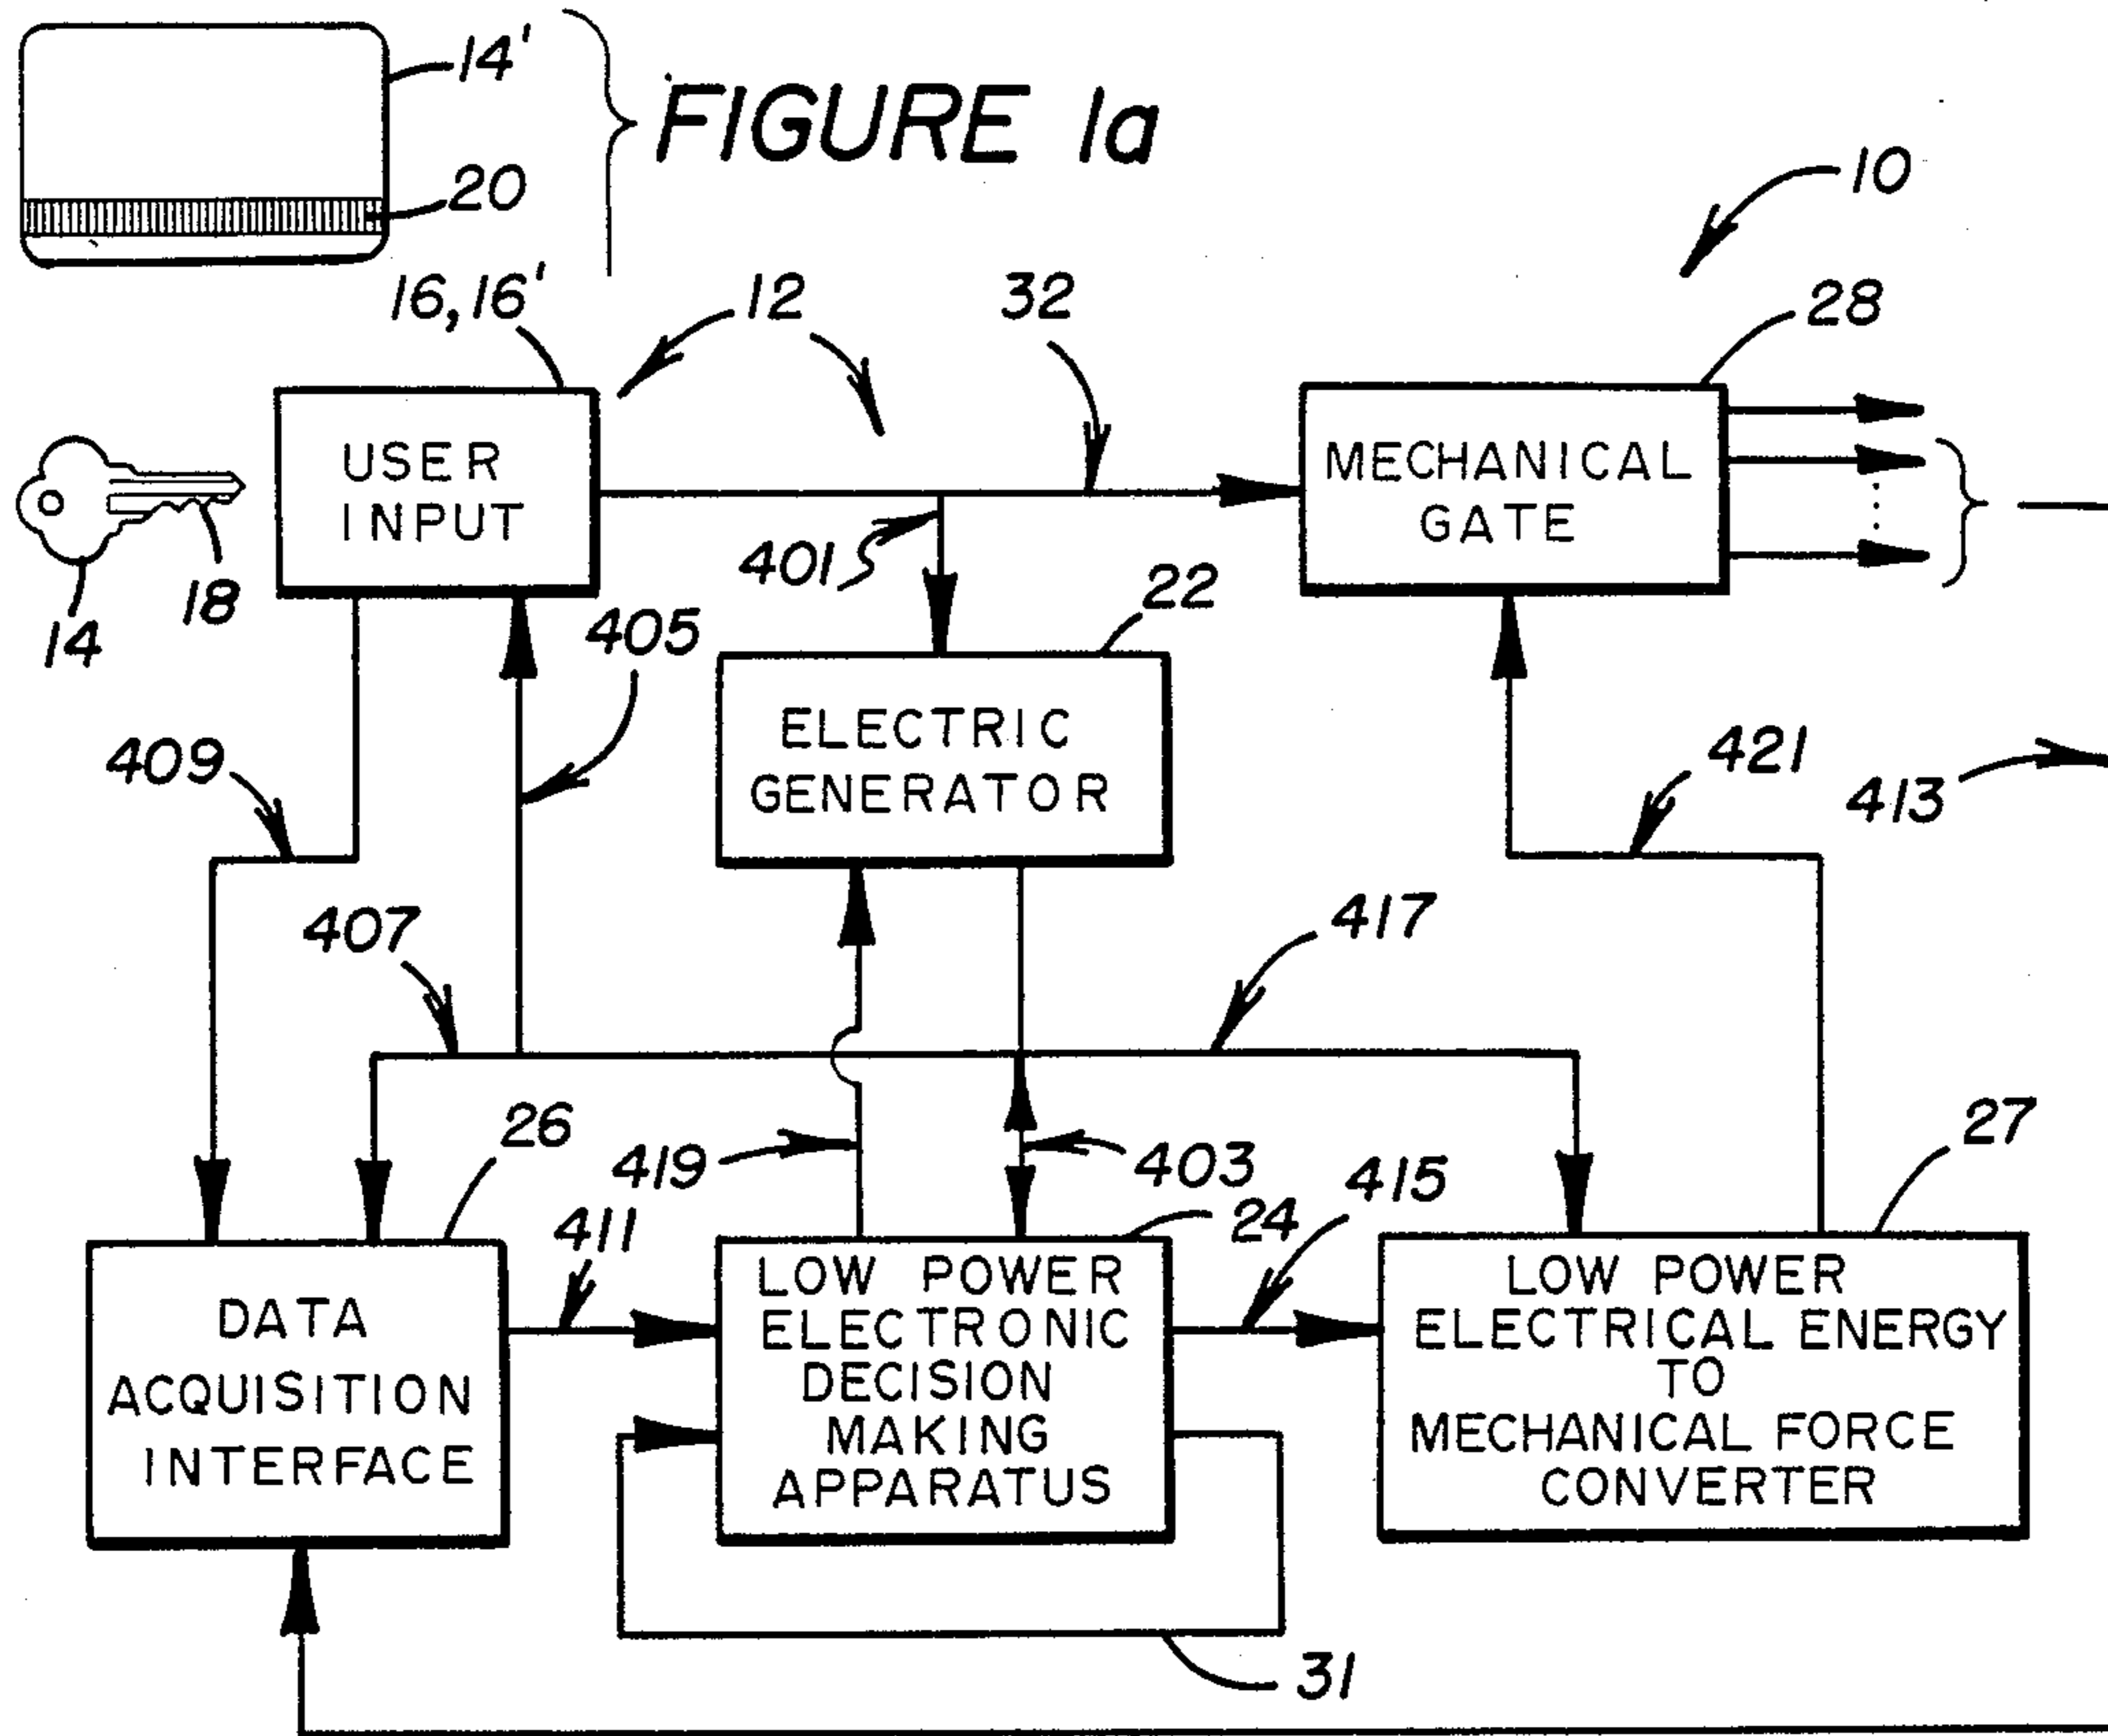 14'
FIGURE 1a
20
10
16,16'
12
32
28
USER
INPUT
MECHANICAL
GATE
401
18
14
405
22
ELECTRIC
GENERATOR
409
421
413
407
417
26
419
403
27
411
24
415
DATA
ACQUISITION
INTERFACE
LOW POWER
ELECTRONIC
DECISION
MAKING
APPARATUS
LOW POWER
ELECTRICAL ENERGY
TO
MECHANICAL FORCE
CONVERTER
31